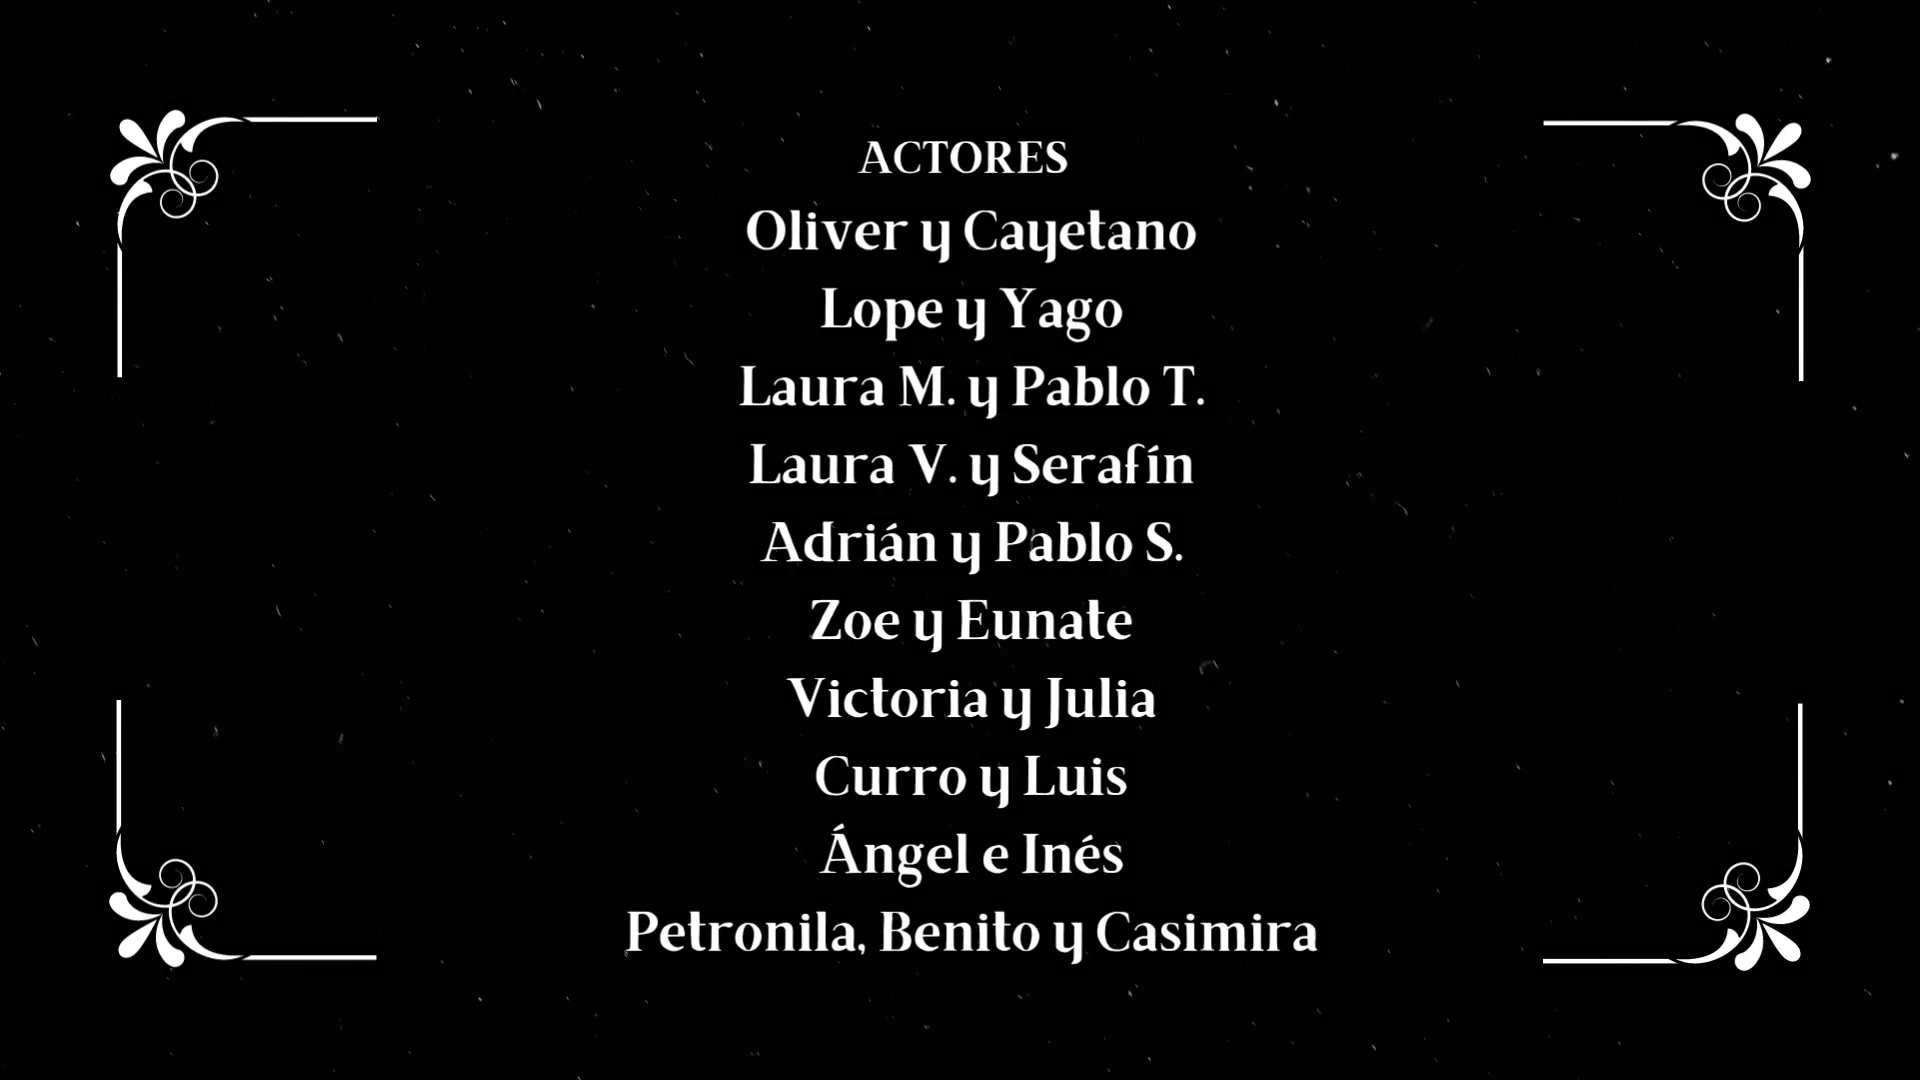 ACTORES
Oliver y Cayetano
Lope y Yago
Laura M. y Pablo T.
Laura V. y Serafín
Adrián y Pablo S.
Zoe y Eunate
Victoria y Julia
Curro y Luis
Ángel e Inés
Petronila, Benito y Casimira